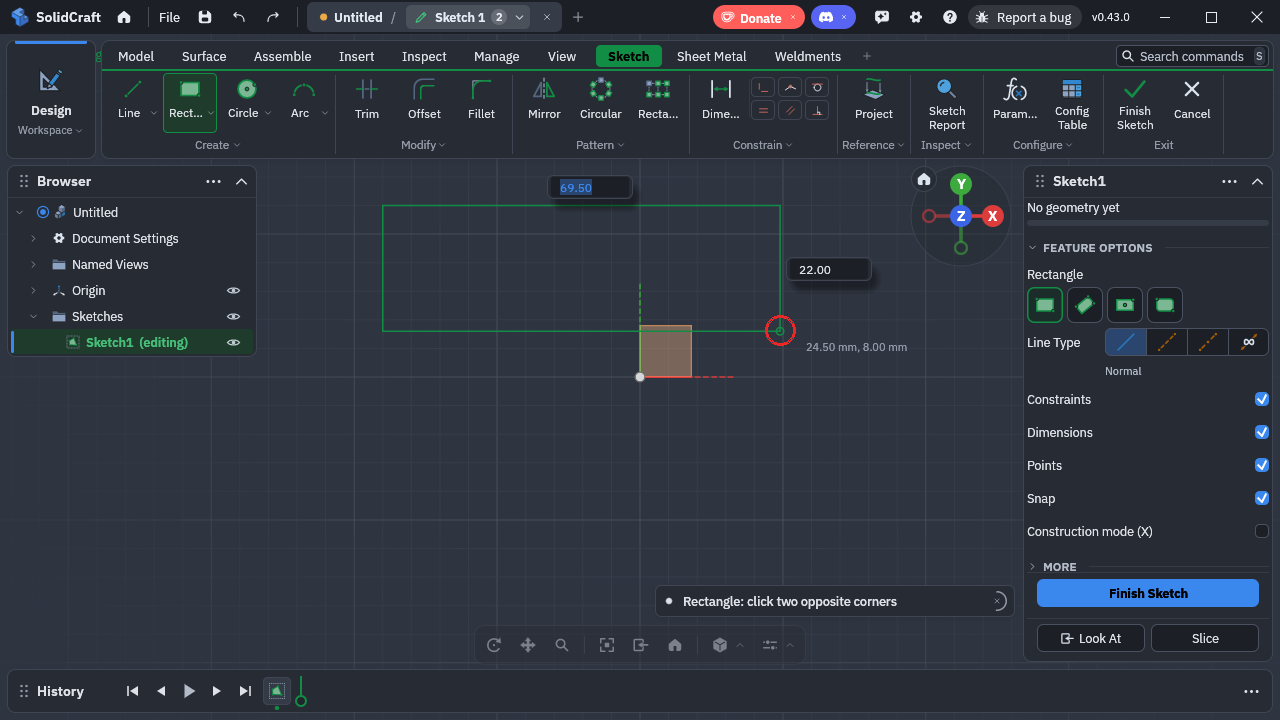 SolidCraft
File
Untitled
/
Sketch 1
2
Donate
Report a bug
v0.43.0
Design
Workspace
Model
Surface
Assemble
Insert
Inspect
Manage
View
Sketch
Sheet Metal
Weldments
Search commands
S
Line
Rect...
Circle
Arc
Create
Trim
Offset
Fillet
Modify
Mirror
Circular
Recta...
Pattern
Dime...
Constrain
Project
Reference
Sketch
Report
Inspect
Param...
Config
Table
Configure
Finish
Sketch
Cancel
Exit
Browser
Untitled
Document Settings
Named Views
Origin
Sketches
Sketch1 (editing)
69.50
22.00
24.50 mm, 8.00 mm
Y
Z
X
Sketch1
No geometry yet
FEATURE OPTIONS
Rectangle
Line Type
Normal
Constraints
Dimensions
Points
Snap
Construction mode (X)
MORE
Finish Sketch
Look At
Slice
Rectangle: click two opposite corners
History